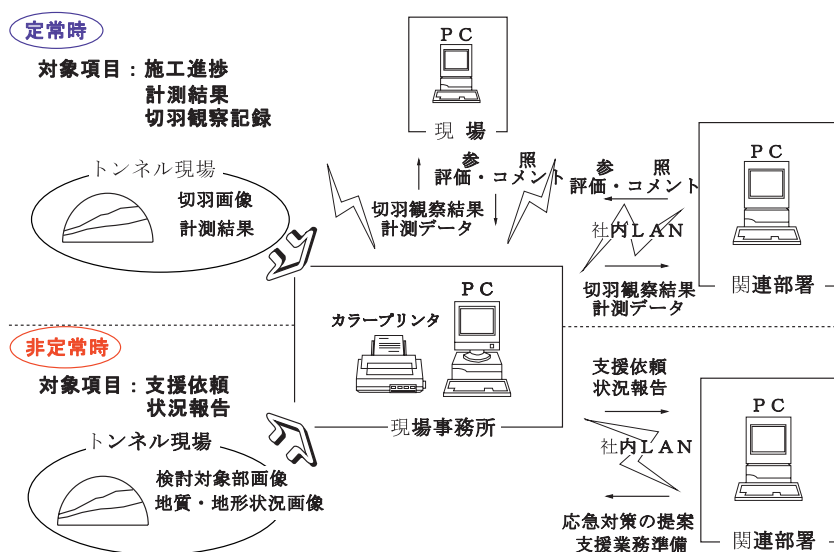 定常時
対象項目：施工進捗
計測結果
切羽観察記録
トンネル現場
切羽画像
計測結果
ＰＣ
現 場
参 照
評価・コメント
切羽観察結果
計測データ
参 照
評価・コメント
社内ＬＡＮ
切羽観察結果
計測データ
ＰＣ
関連部署
カラープリンタ
ＰＣ
現場事務所
非定常時
対象項目：支援依頼
状況報告
トンネル現場
検討対象部画像
地質・地形状況画像
支援依頼
状況報告
社内ＬＡＮ
応急対策の提案
支援業務準備
ＰＣ
関連部署